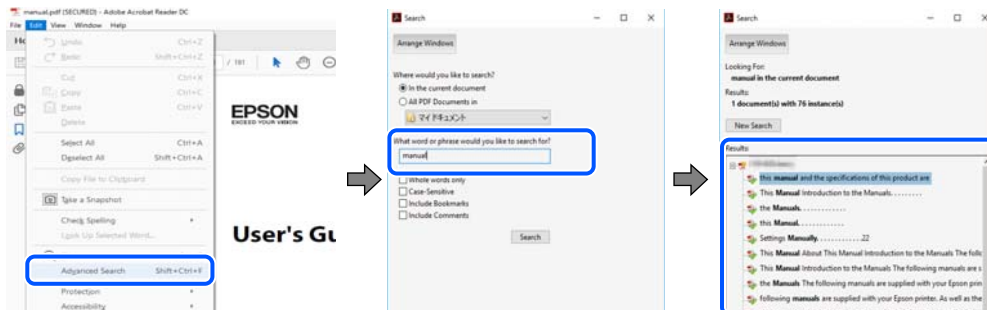 manual.pdf (SECURED) - Adobe Acrobat Reader DC
File Edit View Window Help
Undo Ctrl+Z
Redo Shift+Ctrl+Z
Cut Ctrl+X
Copy Ctrl+C
Paste Ctrl+V
Delete
Select All Ctrl+A
Deselect All Shift+Ctrl+A
Copy File to Clipboard
Take a Snapshot
Check Spelling
Look Up Selected Word...
Advanced Search Shift+Ctrl+F
Protection
Accessibility
/ 191
EPSON
EXCEED YOUR VISION
User's Gu
Search
Arrange Windows
Where would you like to search?
In the current document
All PDF Documents in
マイ ドキュメント
What word or phrase would you like to search for?
manual
Whole words only
Case-Sensitive
Include Bookmarks
Include Comments
Search
Search
Arrange Windows
Looking For:
manual in the current document
Results:
1 document(s) with 76 instance(s)
New Search
Results:
this manual and the specifications of this product are
This Manual Introduction to the Manuals. . . . . . . . .
the Manuals. . . . . . . . . . . . .
this Manual. . . . . . . . . . . . .
Settings Manually. . . . . . . . . . . . .22
This Manual About This Manual Introduction to the Manuals The follo
This Manual Introduction to the Manuals The following manuals are s
the Manuals The following manuals are supplied with your Epson prin
following manuals are supplied with your Epson printer. As well as the